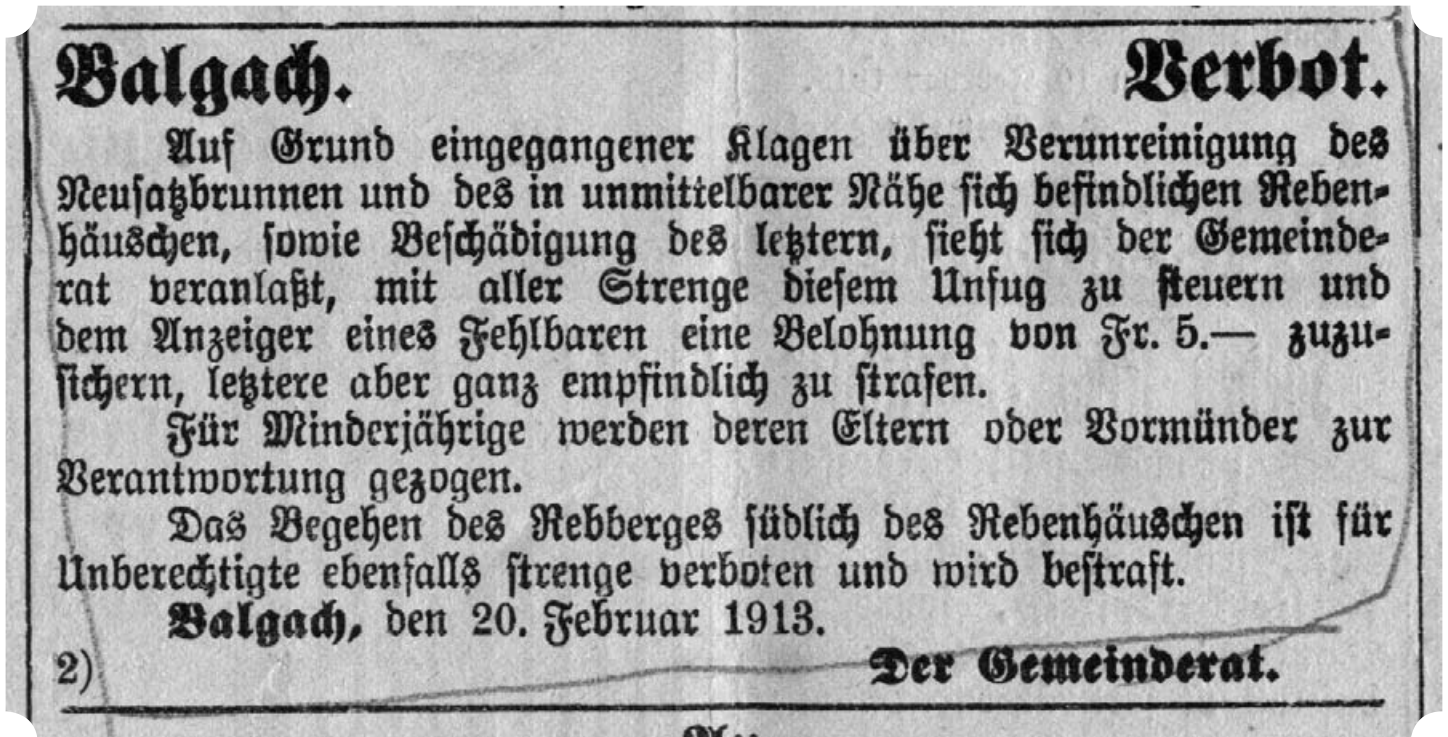 Balgach. Verbot.
Auf Grund eingegangener Klagen über Verunreinigung des
Neusatzbrunnen und des in unmittelbarer Nähe sich befindlichen Reben-
häuschen, sowie Beschädigung des letztern, sieht sich der Gemeinde-
rat veranlaßt, mit aller Strenge diesem Unfug zu steuern und
dem Anzeiger eines Fehlbaren eine Belohnung von Fr. 5.— zuzu-
sichern, letztere aber ganz empfindlich zu strafen.
Für Minderjährige werden deren Eltern oder Vormünder zur
Verantwortung gezogen.
Das Begehen des Rebberges südlich des Rebenhäuschen ist für
Unberechtigte ebenfalls strenge verboten und wird bestraft.
Balgach, den 20. Februar 1913.
2) Der Gemeinderat.